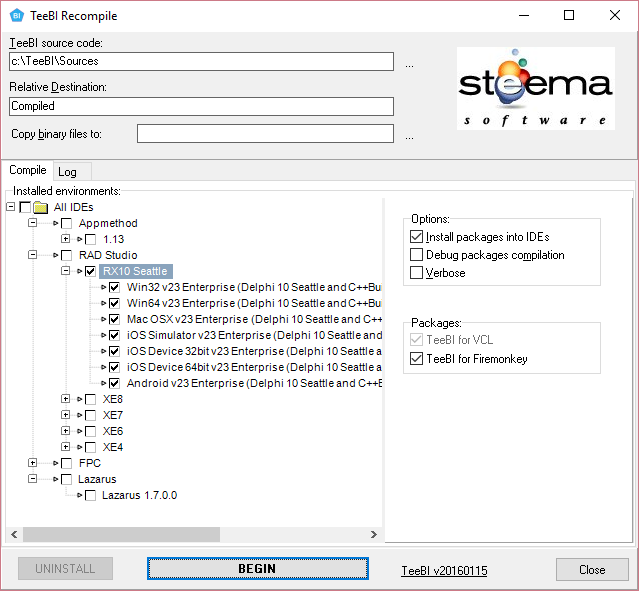 TeeBI Recompile
TeeBI source code:
c:\TeeBI\Sources
...
Relative Destination:
Compiled
Copy binary files to:
...
steema
software
Compile
Log
Installed environments:
All IDEs
Appmethod
1.13
RAD Studio
RX10 Seattle
Win32 v23 Enterprise (Delphi 10 Seattle and C++Bu
Win64 v23 Enterprise (Delphi 10 Seattle and C++Bu
Mac OSX v23 Enterprise (Delphi 10 Seattle and C++
iOS Simulator v23 Enterprise (Delphi 10 Seattle and
iOS Device 32bit v23 Enterprise (Delphi 10 Seattle
iOS Device 64bit v23 Enterprise (Delphi 10 Seattle
Android v23 Enterprise (Delphi 10 Seattle and C++B
XE8
XE7
XE6
XE4
FPC
Lazarus
Lazarus 1.7.0.0
Options:
Install packages into IDEs
Debug packages compilation
Verbose
Packages:
TeeBI for VCL
TeeBI for Firemonkey
UNINSTALL
BEGIN
TeeBI v20160115
Close